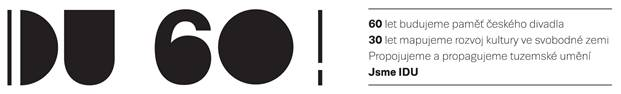 IDU 60!
60 let budujeme paměť českého divadla
30 let mapujeme rozvoj kultury ve svobodné zemi
Propojujeme a propagujeme tuzemské umění
Jsme IDU